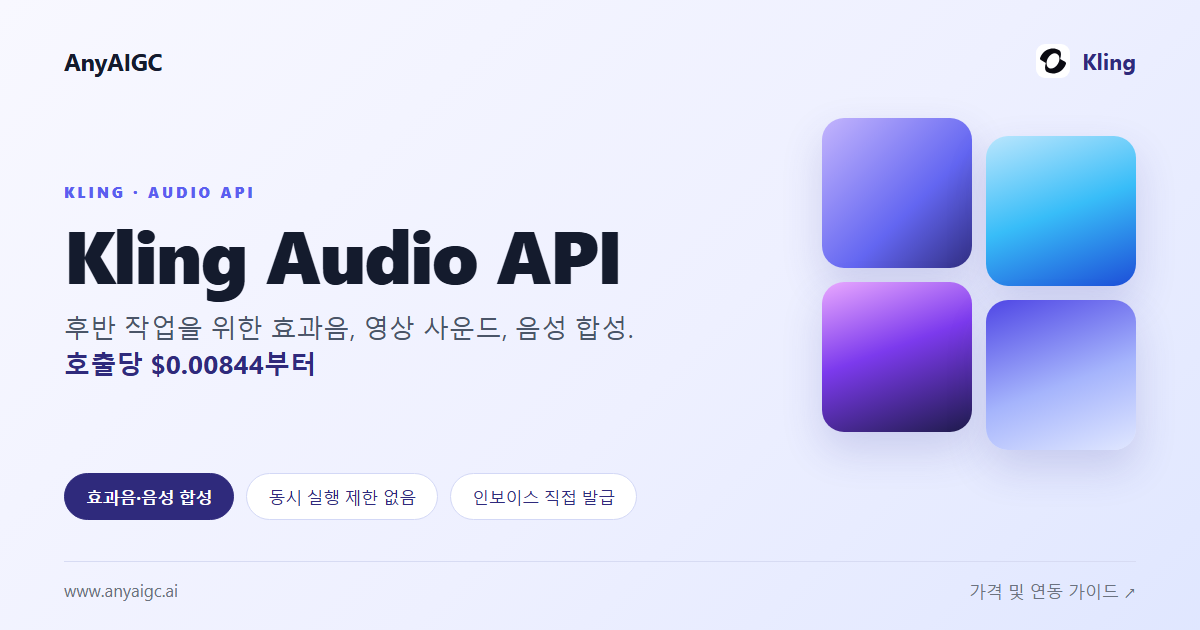 AnyAIGC
Kling
KLING · AUDIO API
Kling Audio API
후반 작업을 위한 효과음, 영상 사운드, 음성 합성.
호출당 $0.00844부터
효과음·음성 합성
동시 실행 제한 없음
인보이스 직접 발급
www.anyaigc.ai
가격 및 연동 가이드 ↗